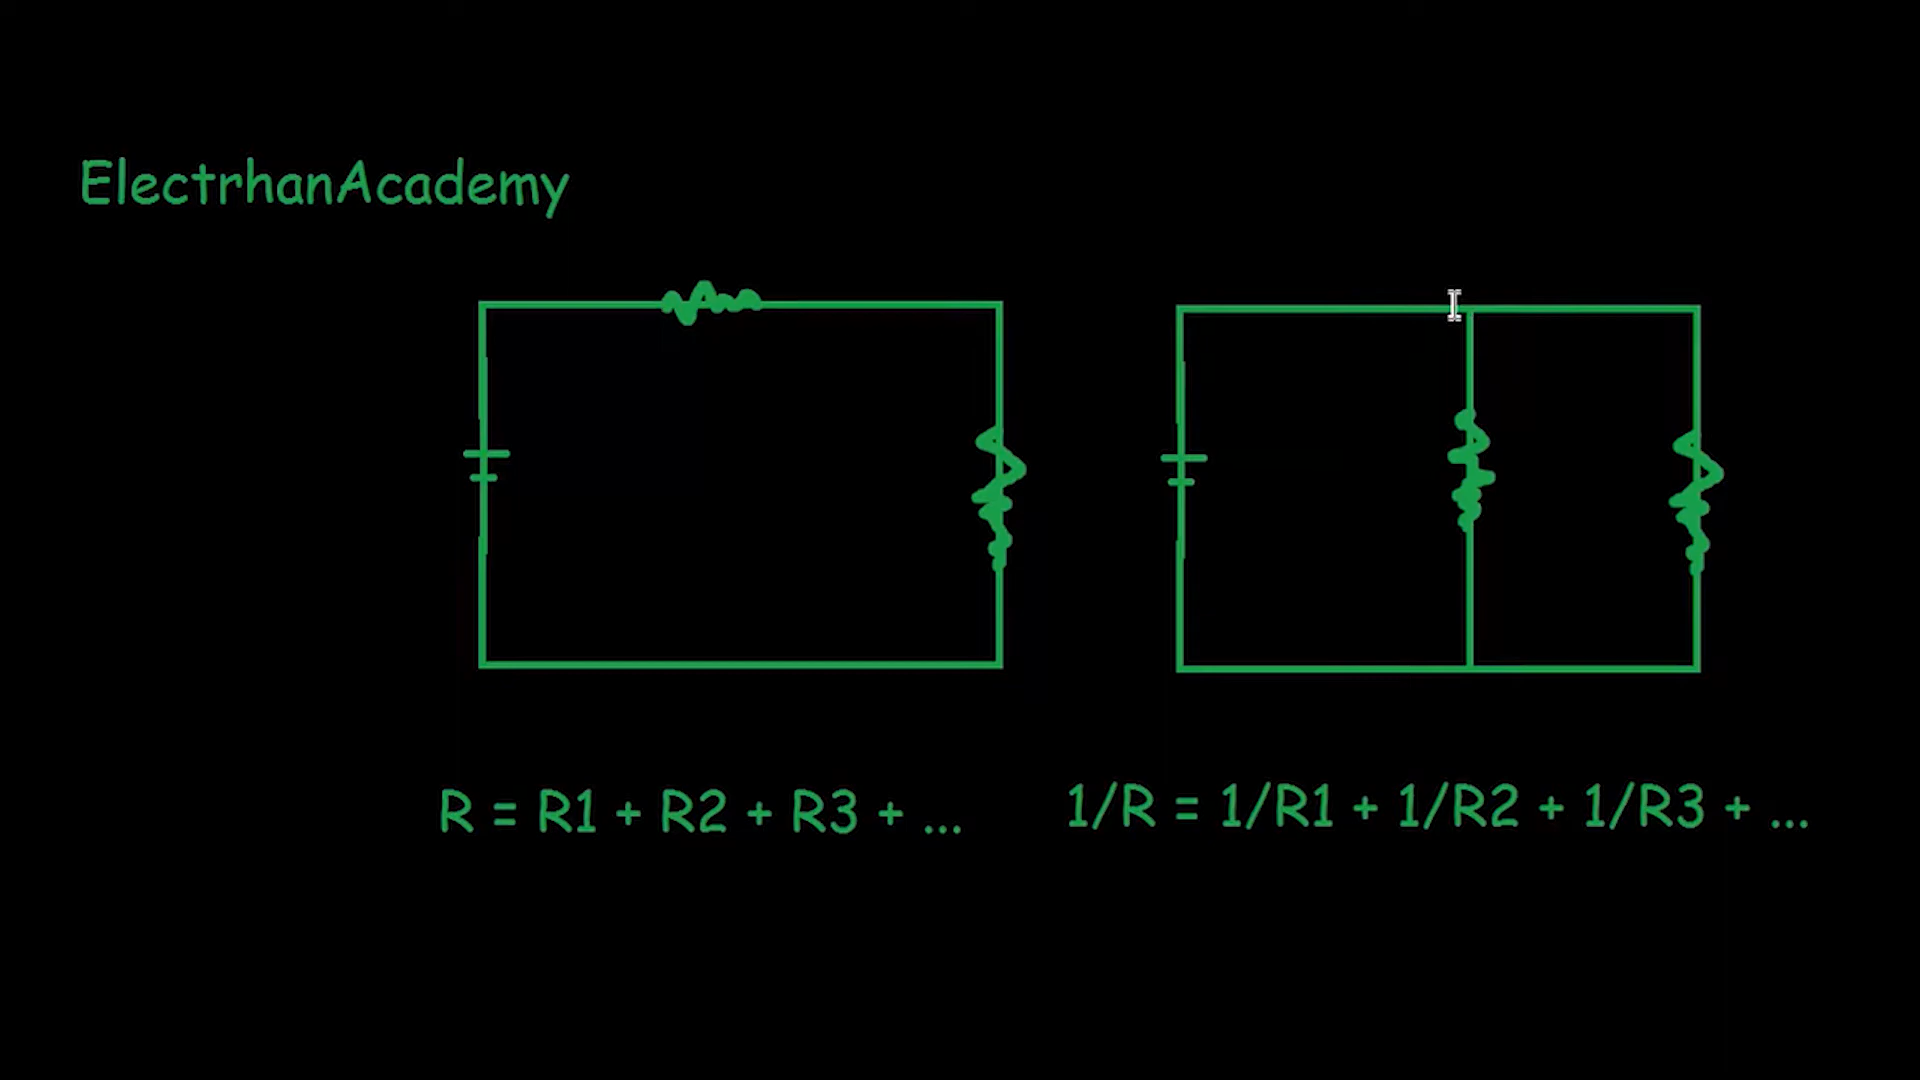 ElectrhanAcademy
R = R1 + R2 + R3 + ...
1/R = 1/R1 + 1/R2 + 1/R3 + ...